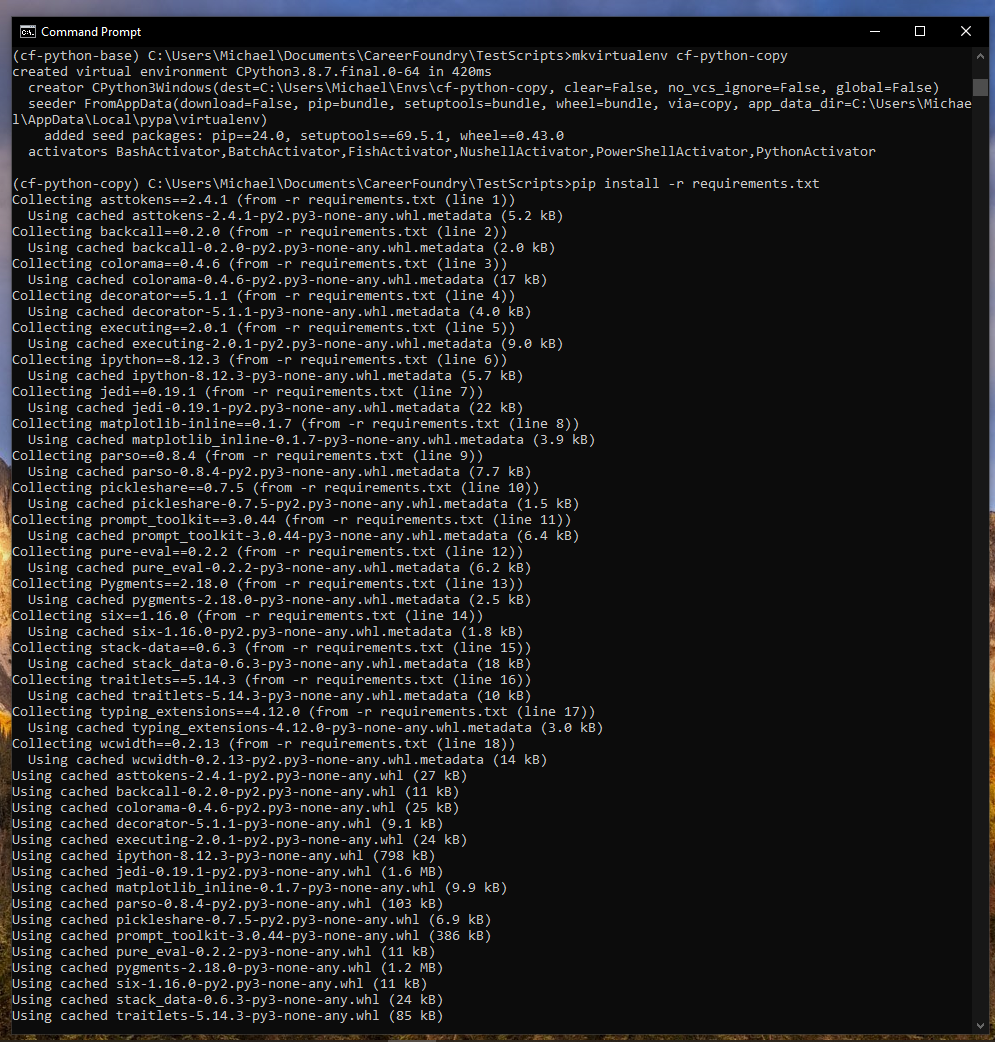 Command Prompt
(cf-python-base) C:\Users\Michael\Documents\CareerFoundry\TestScripts>mkvirtualenv cf-python-copy
created virtual environment CPython3.8.7.final.0-64 in 420ms
  creator CPython3Windows(dest=C:\Users\Michael\Envs\cf-python-copy, clear=False, no_vcs_ignore=False, global=False)
  seeder FromAppData(download=False, pip=bundle, setuptools=bundle, wheel=bundle, via=copy, app_data_dir=C:\Users\Michae
l\AppData\Local\pypa\virtualenv)
    added seed packages: pip==24.0, setuptools==69.5.1, wheel==0.43.0
  activators BashActivator,BatchActivator,FishActivator,NushellActivator,PowerShellActivator,PythonActivator
(cf-python-copy) C:\Users\Michael\Documents\CareerFoundry\TestScripts>pip install -r requirements.txt
Collecting asttokens==2.4.1 (from -r requirements.txt (line 1))
  Using cached asttokens-2.4.1-py2.py3-none-any.whl.metadata (5.2 kB)
Collecting backcall==0.2.0 (from -r requirements.txt (line 2))
  Using cached backcall-0.2.0-py2.py3-none-any.whl.metadata (2.0 kB)
Collecting colorama==0.4.6 (from -r requirements.txt (line 3))
  Using cached colorama-0.4.6-py2.py3-none-any.whl.metadata (17 kB)
Collecting decorator==5.1.1 (from -r requirements.txt (line 4))
  Using cached decorator-5.1.1-py3-none-any.whl.metadata (4.0 kB)
Collecting executing==2.0.1 (from -r requirements.txt (line 5))
  Using cached executing-2.0.1-py2.py3-none-any.whl.metadata (9.0 kB)
Collecting ipython==8.12.3 (from -r requirements.txt (line 6))
  Using cached ipython-8.12.3-py3-none-any.whl.metadata (5.7 kB)
Collecting jedi==0.19.1 (from -r requirements.txt (line 7))
  Using cached jedi-0.19.1-py2.py3-none-any.whl.metadata (22 kB)
Collecting matplotlib-inline==0.1.7 (from -r requirements.txt (line 8))
  Using cached matplotlib_inline-0.1.7-py3-none-any.whl.metadata (3.9 kB)
Collecting parso==0.8.4 (from -r requirements.txt (line 9))
  Using cached parso-0.8.4-py2.py3-none-any.whl.metadata (7.7 kB)
Collecting pickleshare==0.7.5 (from -r requirements.txt (line 10))
  Using cached pickleshare-0.7.5-py2.py3-none-any.whl.metadata (1.5 kB)
Collecting prompt_toolkit==3.0.44 (from -r requirements.txt (line 11))
  Using cached prompt_toolkit-3.0.44-py3-none-any.whl.metadata (6.4 kB)
Collecting pure-eval==0.2.2 (from -r requirements.txt (line 12))
  Using cached pure_eval-0.2.2-py3-none-any.whl.metadata (6.2 kB)
Collecting Pygments==2.18.0 (from -r requirements.txt (line 13))
  Using cached pygments-2.18.0-py3-none-any.whl.metadata (2.5 kB)
Collecting six==1.16.0 (from -r requirements.txt (line 14))
  Using cached six-1.16.0-py2.py3-none-any.whl.metadata (1.8 kB)
Collecting stack-data==0.6.3 (from -r requirements.txt (line 15))
  Using cached stack_data-0.6.3-py3-none-any.whl.metadata (18 kB)
Collecting traitlets==5.14.3 (from -r requirements.txt (line 16))
  Using cached traitlets-5.14.3-py3-none-any.whl.metadata (10 kB)
Collecting typing_extensions==4.12.0 (from -r requirements.txt (line 17))
  Using cached typing_extensions-4.12.0-py3-none-any.whl.metadata (3.0 kB)
Collecting wcwidth==0.2.13 (from -r requirements.txt (line 18))
  Using cached wcwidth-0.2.13-py2.py3-none-any.whl.metadata (14 kB)
Using cached asttokens-2.4.1-py2.py3-none-any.whl (27 kB)
Using cached backcall-0.2.0-py2.py3-none-any.whl (11 kB)
Using cached colorama-0.4.6-py2.py3-none-any.whl (25 kB)
Using cached decorator-5.1.1-py3-none-any.whl (9.1 kB)
Using cached executing-2.0.1-py2.py3-none-any.whl (24 kB)
Using cached ipython-8.12.3-py3-none-any.whl (798 kB)
Using cached jedi-0.19.1-py2.py3-none-any.whl (1.6 MB)
Using cached matplotlib_inline-0.1.7-py3-none-any.whl (9.9 kB)
Using cached parso-0.8.4-py2.py3-none-any.whl (103 kB)
Using cached pickleshare-0.7.5-py2.py3-none-any.whl (6.9 kB)
Using cached prompt_toolkit-3.0.44-py3-none-any.whl (386 kB)
Using cached pure_eval-0.2.2-py3-none-any.whl (11 kB)
Using cached pygments-2.18.0-py3-none-any.whl (1.2 MB)
Using cached six-1.16.0-py2.py3-none-any.whl (11 kB)
Using cached stack_data-0.6.3-py3-none-any.whl (24 kB)
Using cached traitlets-5.14.3-py3-none-any.whl (85 kB)